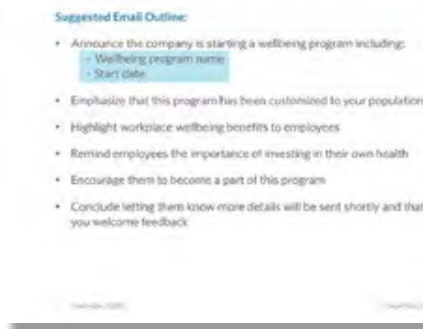 Suggested Email Outline:
• Announce the company is starting a wellbeing program including:
- Wellbeing program name
- Start date
• Emphasize that this program has been customized to your population
• Highlight workplace wellbeing benefits to employees
• Remind employees the importance of investing in their own health
• Encourage them to become a part of this program
• Conclude letting them know more details will be sent shortly and that
you welcome feedback